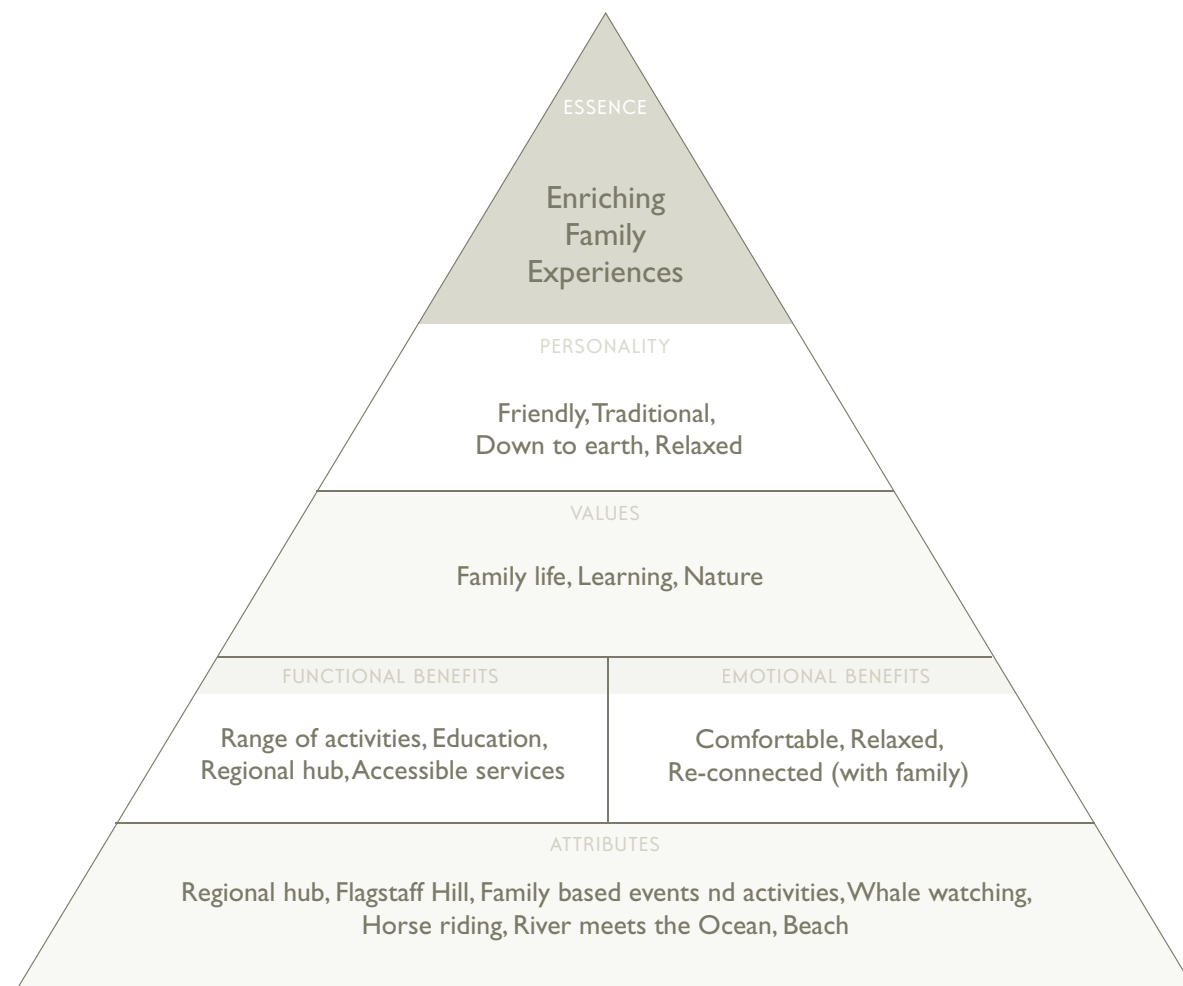 ESSENCE
Enriching
Family
Experiences
PERSONALITY
Friendly, Traditional,
Down to earth, Relaxed
VALUES
Family life, Learning, Nature
FUNCTIONAL BENEFITS
Range of activities, Education,
Regional hub, Accessible services
EMOTIONAL BENEFITS
Comfortable, Relaxed,
Re-connected (with family)
ATTRIBUTES
Regional hub, Flagstaff Hill, Family based events nd activities, Whale watching,
Horse riding, River meets the Ocean, Beach